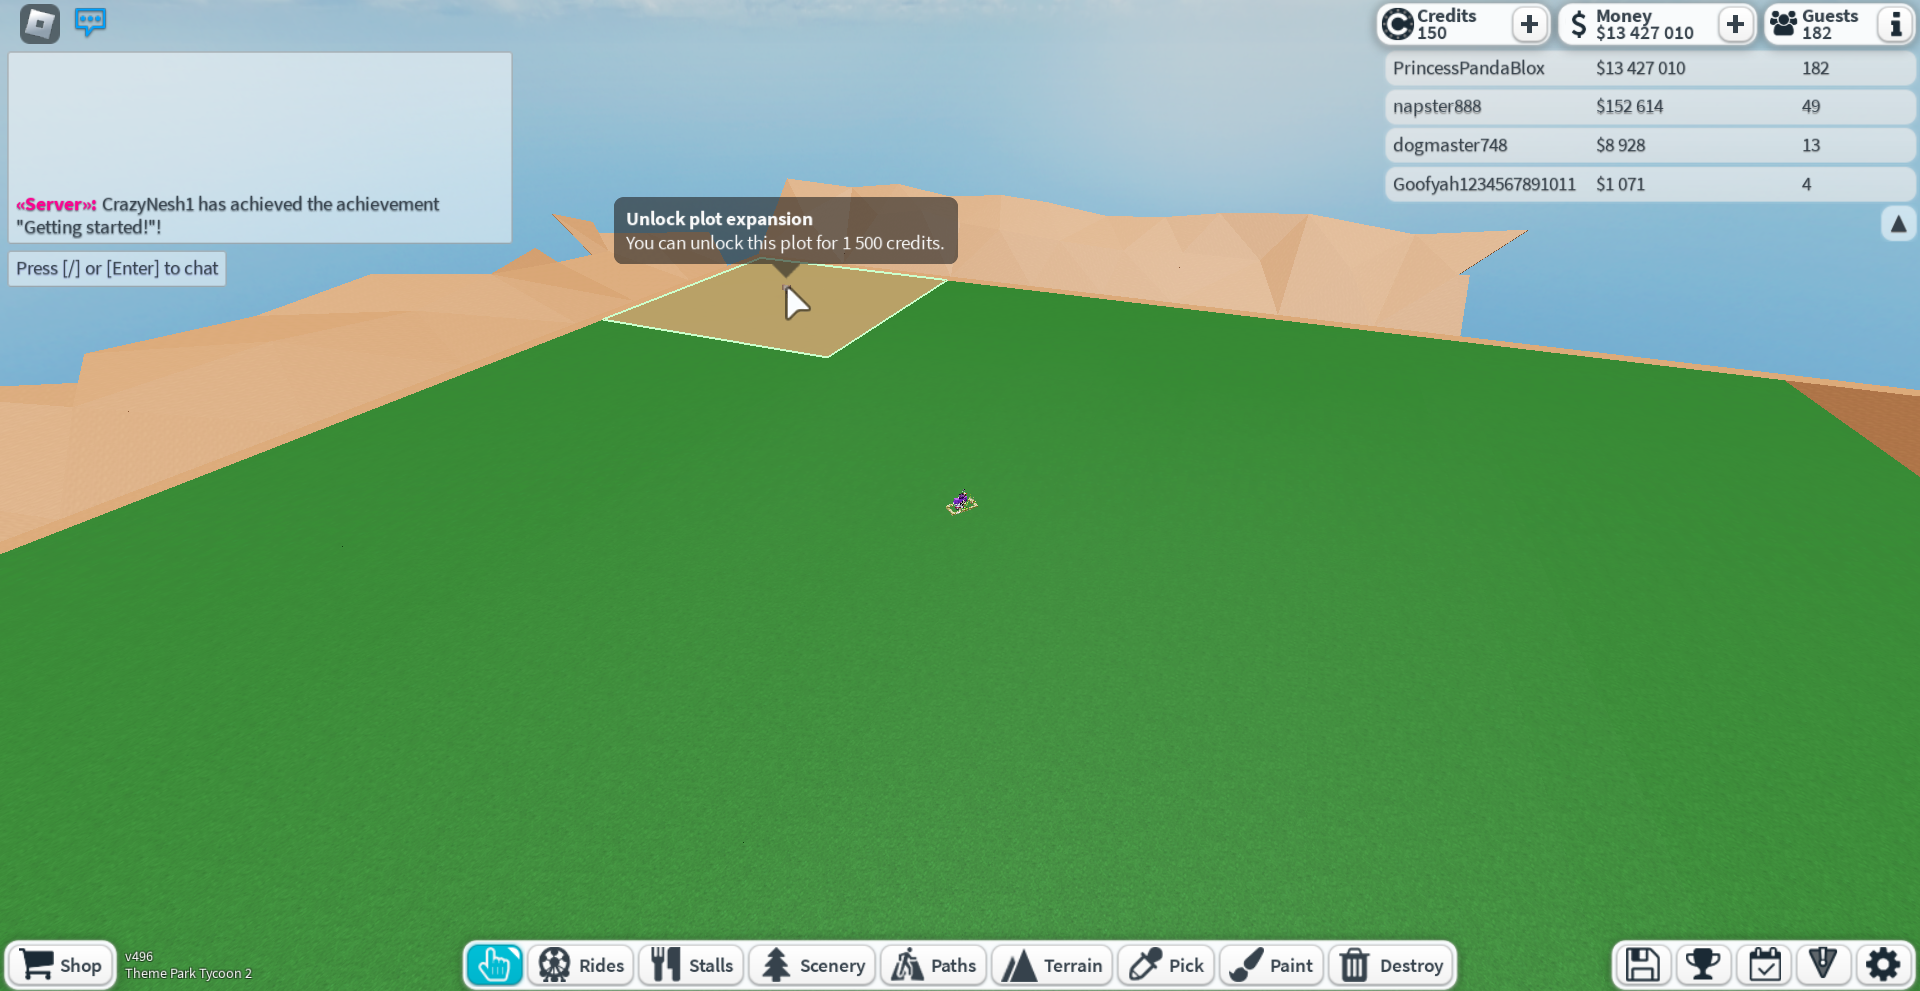 Credits
150
Money
$13 427 010
Guests
182
PrincessPandaBlox $13 427 010 182
napster888 $152 614 49
dogmaster748 $8 928 13
Goofyah1234567891011 $1 071 4
«Server»: CrazyNesh1 has achieved the achievement
"Getting started!"!
Press [/] or [Enter] to chat
Unlock plot expansion
You can unlock this plot for 1 500 credits.
Shop
v496
Theme Park Tycoon 2
Rides
Stalls
Scenery
Paths
Terrain
Pick
Paint
Destroy